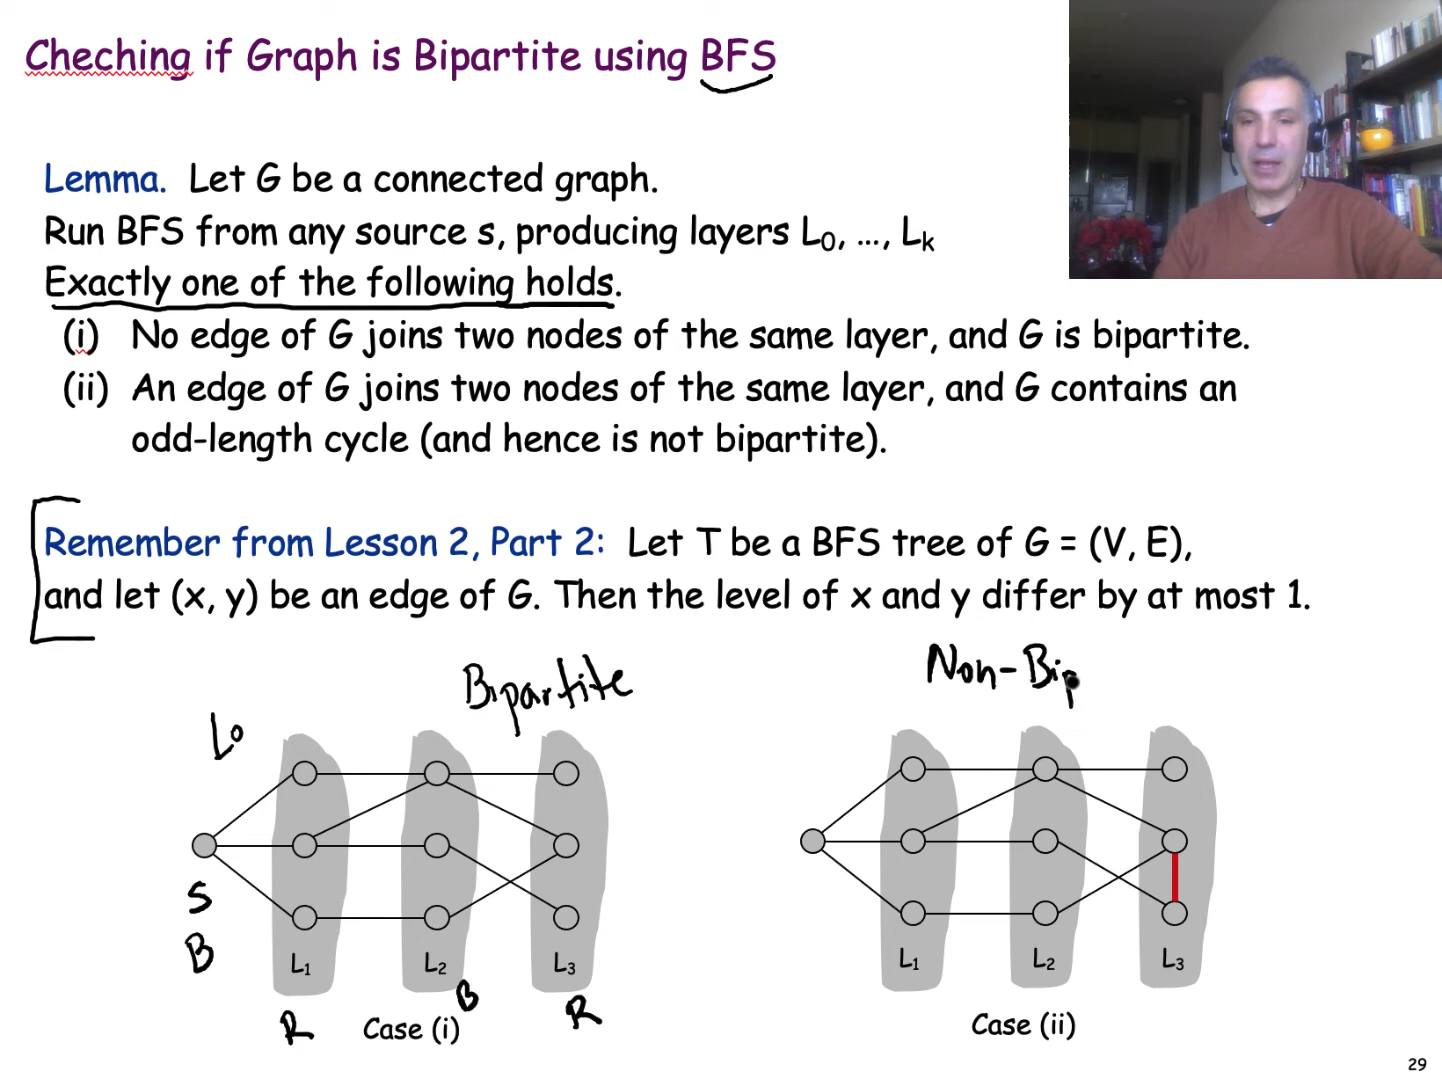 Cheching if Graph is Bipartite using BFS
Lemma. Let G be a connected graph.
Run BFS from any source s, producing layers L0, ..., Lk
Exactly one of the following holds.
(i) No edge of G joins two nodes of the same layer, and G is bipartite.
(ii) An edge of G joins two nodes of the same layer, and G contains an
odd-length cycle (and hence is not bipartite).
Remember from Lesson 2, Part 2: Let T be a BFS tree of G = (V, E),
and let (x, y) be an edge of G. Then the level of x and y differ by at most 1.
Bipartite
Non-Bip
L0
S
B
L1
L2
L3
R
B
R
Case (i)
L1
L2
L3
Case (ii)
29